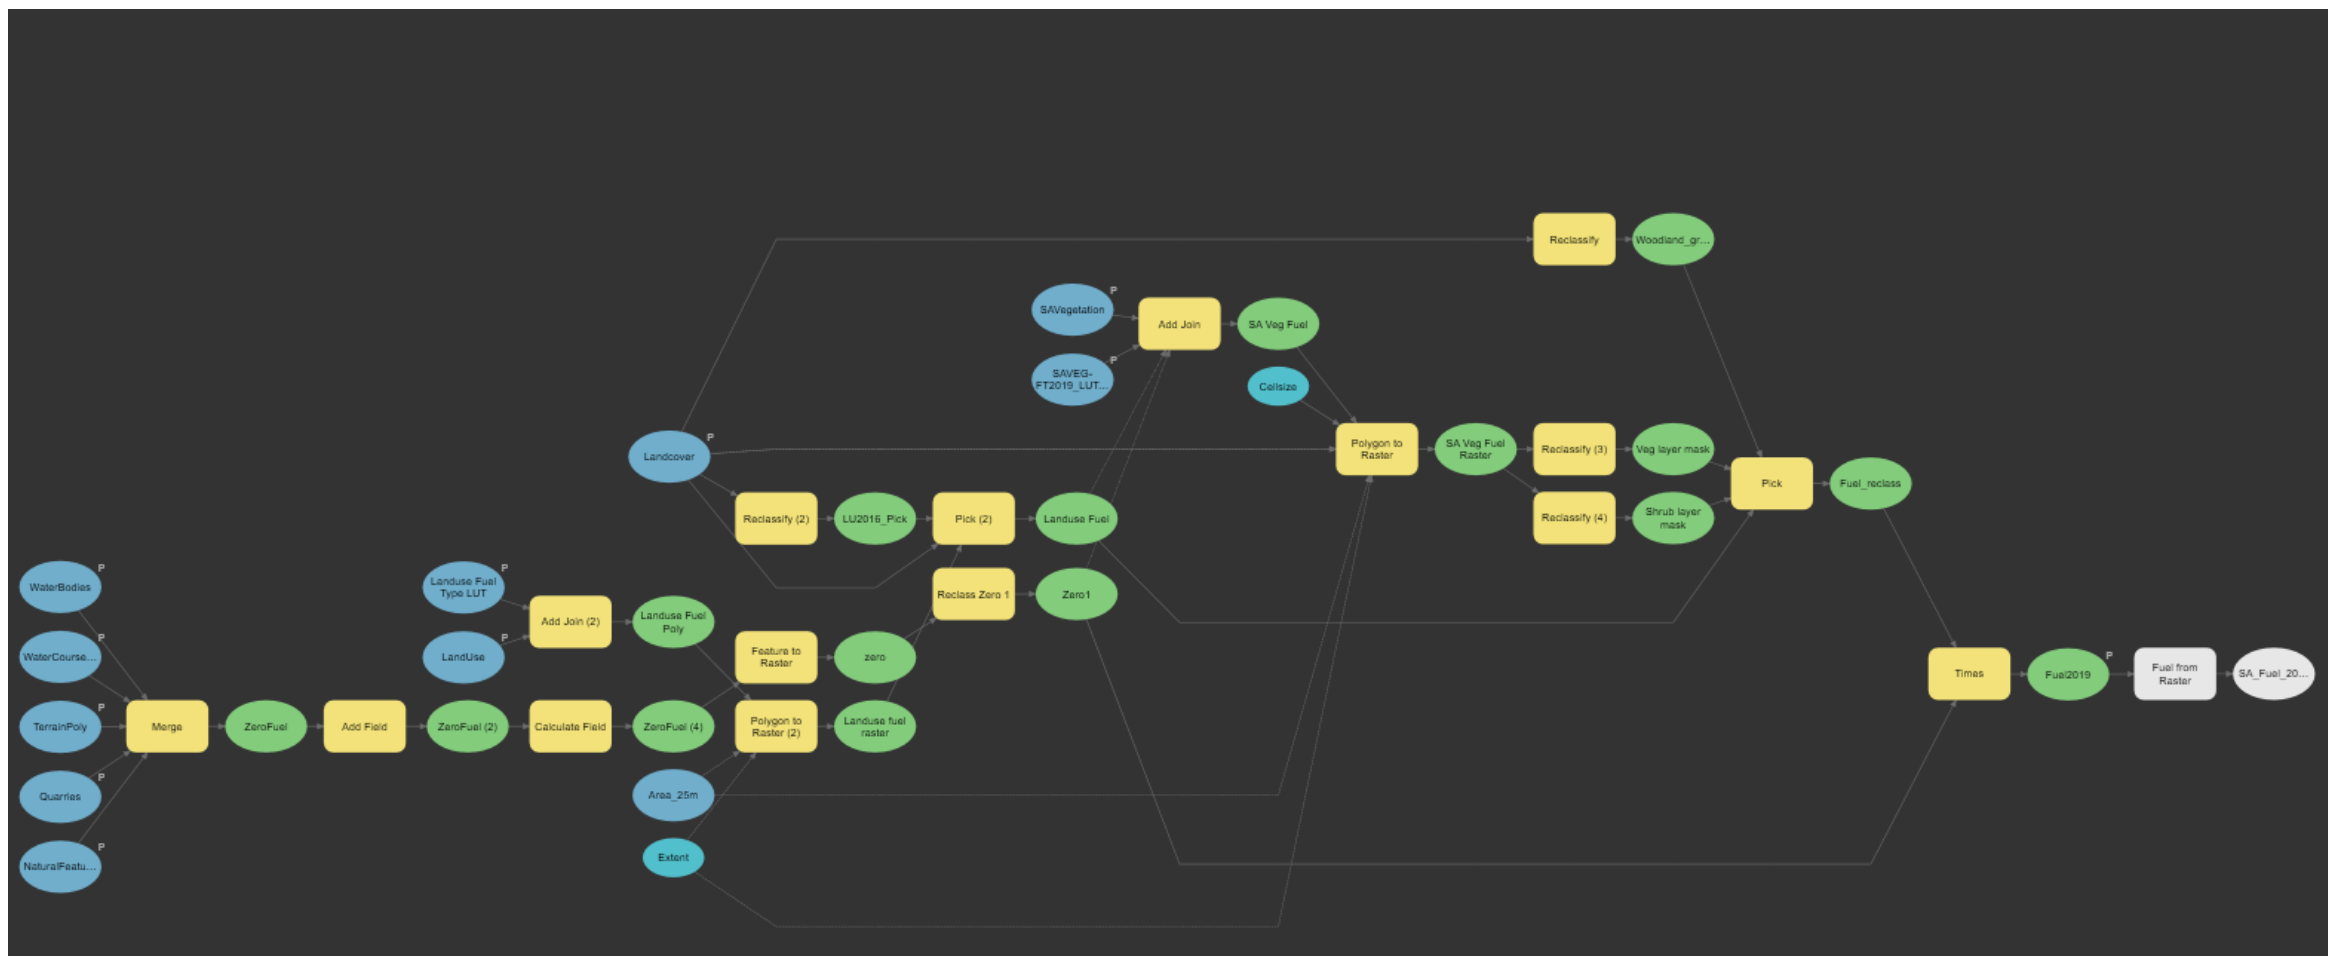 Reclassify
Woodland_gr...
P
SAVegetation
Add Join
SA Veg Fuel
P
SAVEG-
FT2019_LUT...
Cellsize
P
Landcover
Polygon to
Raster
SA Veg Fuel
Raster
Reclassify (3)
Veg layer mask
Pick
Fuel_reclass
Reclassify (2)
LU2016_Pick
Pick (2)
Landuse Fuel
Reclassify (4)
Shrub layer
mask
P
WaterBodies
P
Landuse Fuel
Type LUT
Reclass Zero 1
Zero1
Add Join (2)
Landuse Fuel
Poly
P
WaterCourse...
P
LandUse
Feature to
Raster
zero
Times
P
Fuel2019
Fuel from
Raster
SA_Fuel_20...
P
TerrainPoly
Merge
ZeroFuel
Add Field
ZeroFuel (2)
Calculate Field
ZeroFuel (4)
Polygon to
Raster (2)
Landuse fuel
raster
P
Quarries
Area_25m
P
NaturalFeatu...
Extent